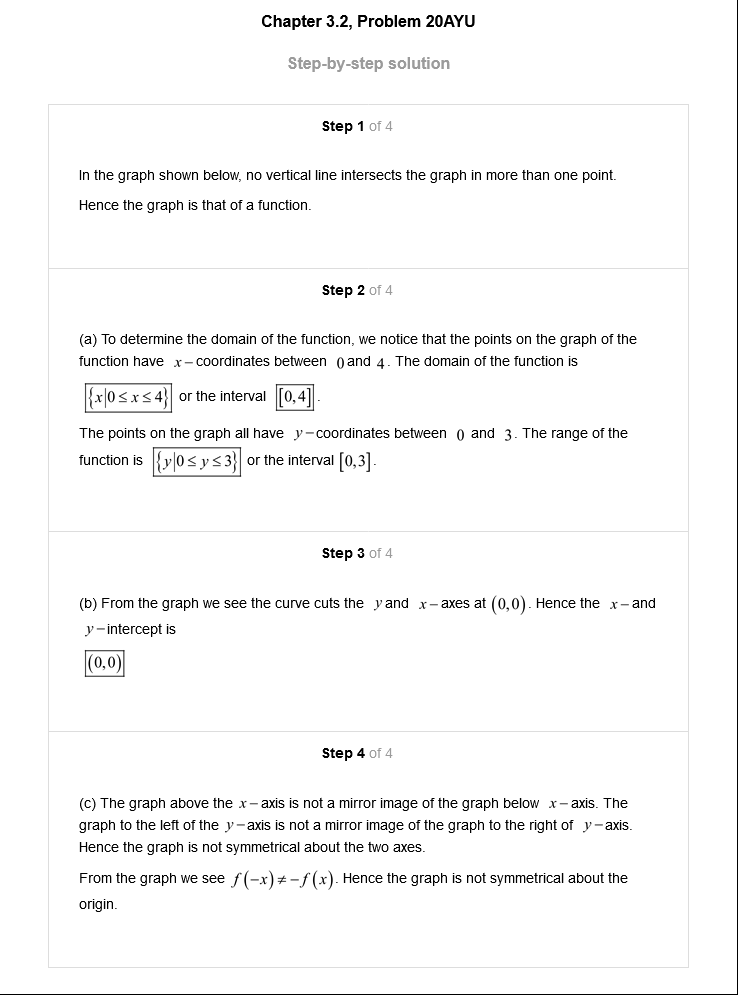 Chapter 3.2, Problem 20AYU
Step-by-step solution
Step 1 of 4
In the graph shown below, no vertical line intersects the graph in more than one point.
Hence the graph is that of a function.
Step 2 of 4
(a) To determine the domain of the function, we notice that the points on the graph of the
function have x− coordinates between 0 and 4. The domain of the function is
{x|0 ≤ x ≤ 4} or the interval [0,4].
The points on the graph all have y−coordinates between 0 and 3. The range of the
function is {y|0 ≤ y ≤ 3} or the interval [0,3].
Step 3 of 4
(b) From the graph we see the curve cuts the y and x− axes at (0,0). Hence the x− and
y−intercept is
(0,0)
Step 4 of 4
(c) The graph above the x− axis is not a mirror image of the graph below x− axis. The
graph to the left of the y−axis is not a mirror image of the graph to the right of y−axis.
Hence the graph is not symmetrical about the two axes.
From the graph we see f(−x) ≠ −f(x). Hence the graph is not symmetrical about the
origin.